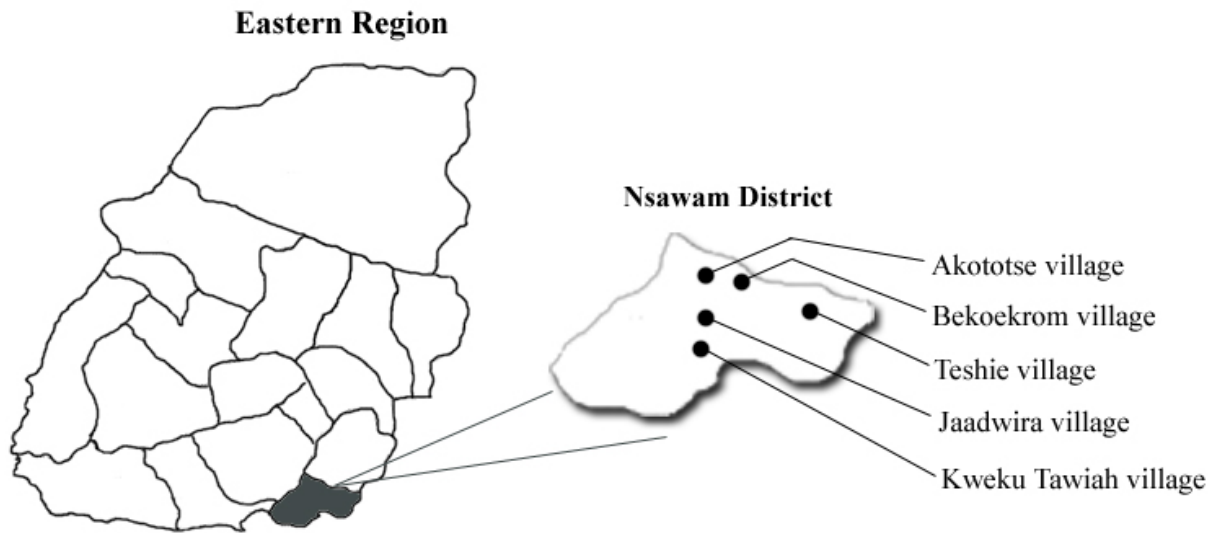 Eastern Region
Nsawam District
Akototse village
Bekoekrom village
Teshie village
Jaadwira village
Kweku Tawiah village